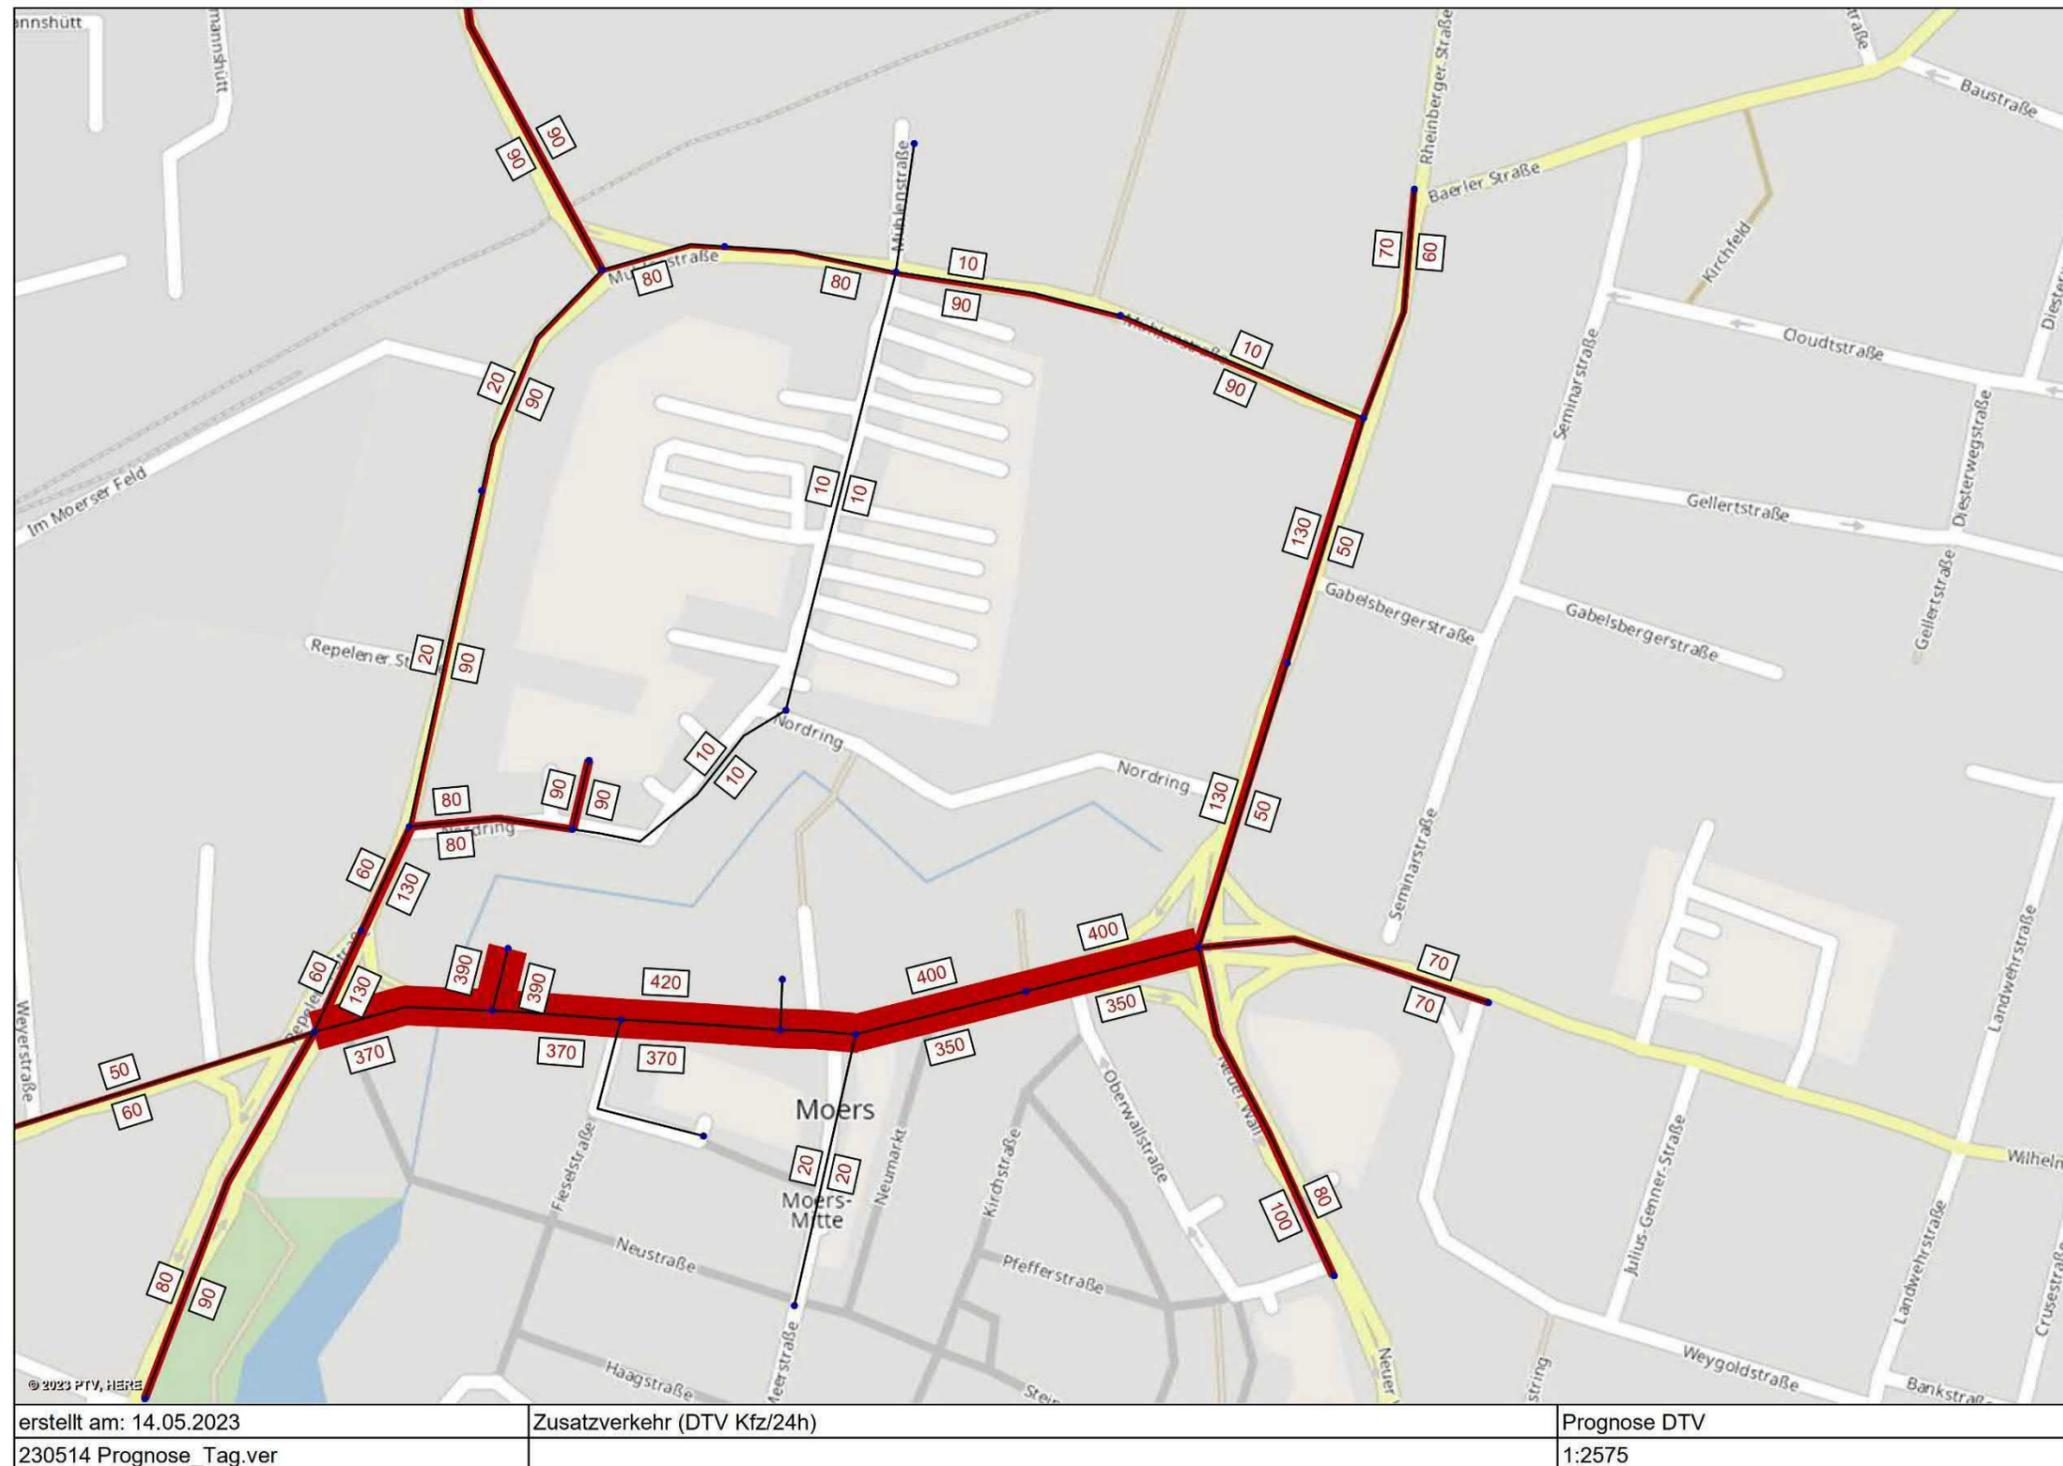 annshütt
mannshütt
Rheinberger Straße
traße
Baustraße
90
90
Mühlenstraße
Baerler Straße
70
60
Kirchfeld
Diester
80
80
10
90
Mühlenstraße
10
90
Cloudtstraße
Seminarstraße
20
90
Diesterwegstraße
Im Moerser Feld
10
10
Gellertstraße
130
50
Gellertstraße
Gabelsbergerstraße
Gabelsbergerstraße
Repelener St
20
90
Nordring
10
10
Nordring
80
80
Nordring
90
90
130
50
Seminarstraße
60
130
60
130
390
390
420
400
400
350
350
70
70
Landwehrstraße
Weyerstraße
50
60
370
370
370
Moers
Moers-
Mitte
20
20
Fieselstraße
Neumarkt
Kirchstraße
Oberwallstraße
Neuer Wall
Julius-Genner-Straße
Wilhelm
80
100
80
90
Neustraße
Pfefferstraße
Landwehrstraße
Crusestraße
Haagstraße
Meerstraße
Stein
Neuer
string
Weygoldstraße
Bankstraße
© 2023 PTV, HERE
erstellt am: 14.05.2023
Zusatzverkehr (DTV Kfz/24h)
Prognose DTV
230514 Prognose_Tag.ver
1:2575